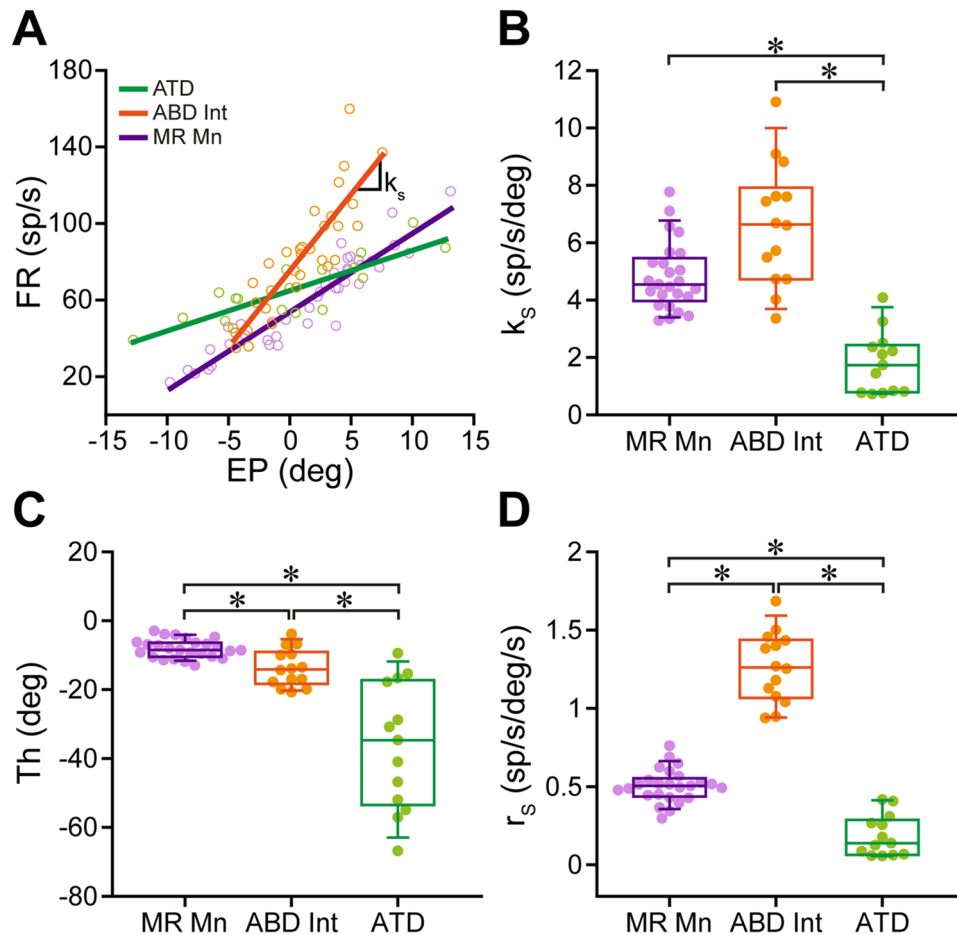 A
180
140
100
60
20
FR (sp/s)
ATD
ABD Int
MR Mn
ks
-15 -10 -5 0 5 10 15
EP (deg)
B
* 
*
12
10
8
6
4
2
0
kS (sp/s/deg)
MR Mn ABD Int ATD
C
*
* *
20
0
-20
-40
-60
-80
Th (deg)
MR Mn ABD Int ATD
D
*
* *
2
1.5
1
0.5
0
rS (sp/s/deg/s)
MR Mn ABD Int ATD